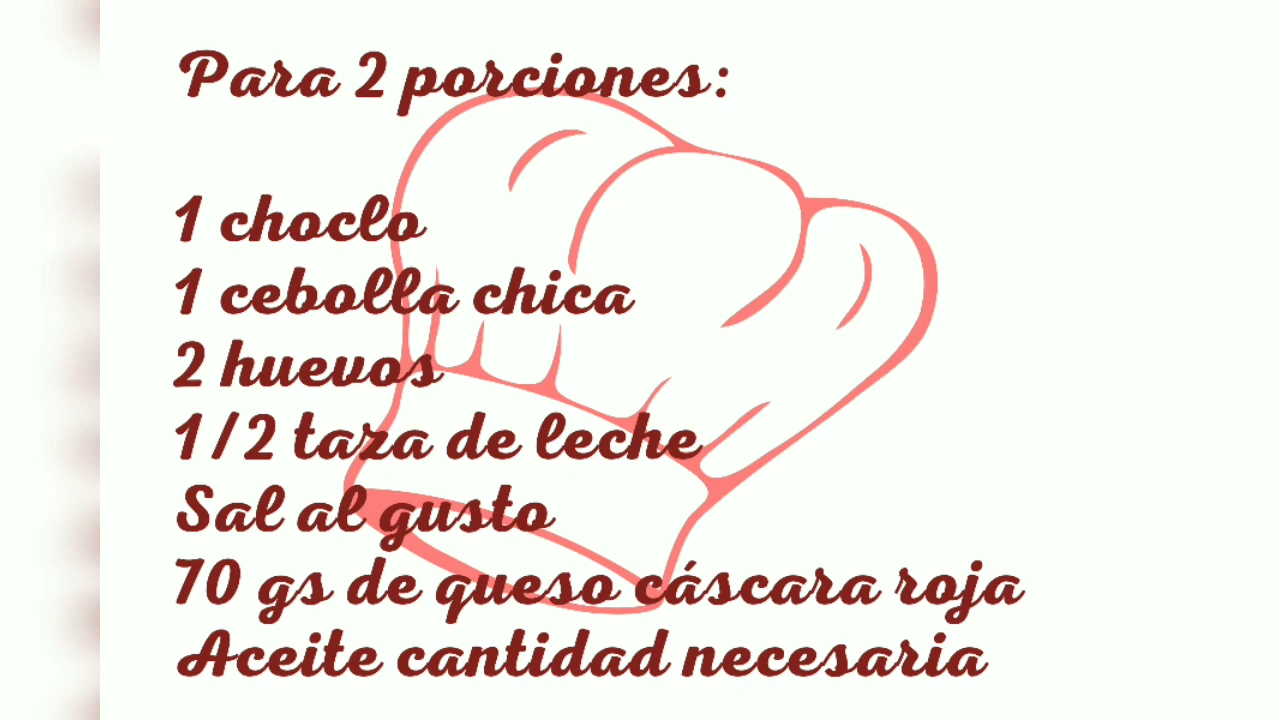 Para 2 porciones:
1 choclo
1 cebolla chica
2 huevos
1/2 taza de leche
Sal al gusto
70 gs de queso cáscara roja
Aceite cantidad necesaria